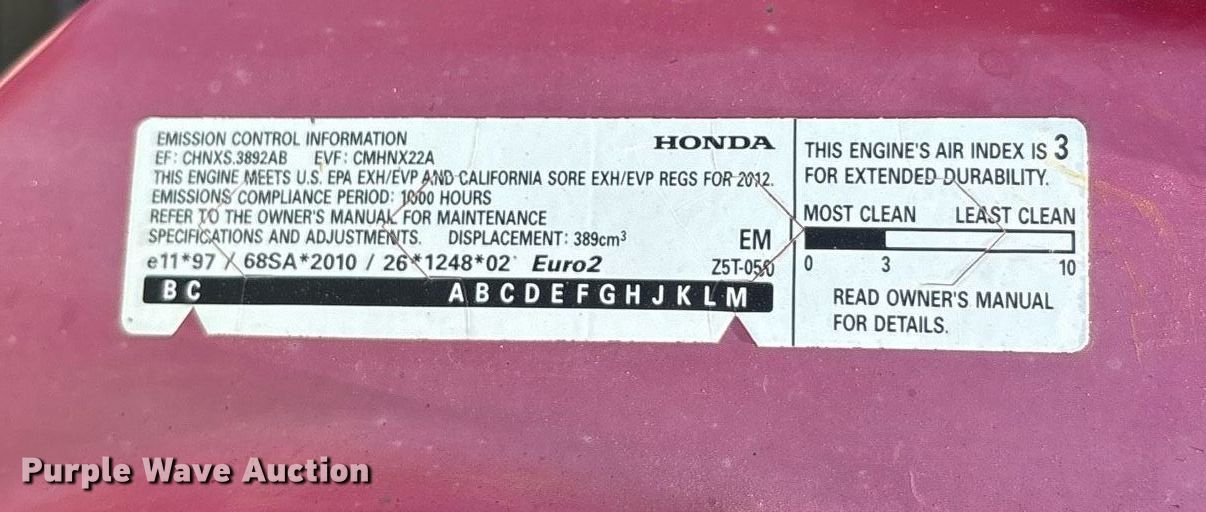 EMISSION CONTROL INFORMATION
HONDA
EF: CHNXS.3892AB EVF: CMHNX22A
THIS ENGINE MEETS U.S. EPA EXH/EVP AND CALIFORNIA SORE EXH/EVP REGS FOR 2012.
EMISSIONS COMPLIANCE PERIOD: 1000 HOURS
REFER TO THE OWNER'S MANUAL FOR MAINTENANCE
SPECIFICATIONS AND ADJUSTMENTS. DISPLACEMENT: 389cm³
EM
e11*97 / 68SA*2010 / 26*1248*02 Euro2
Z5T-050
B C A B C D E F G H J K L M
THIS ENGINE'S AIR INDEX IS 3
FOR EXTENDED DURABILITY.
MOST CLEAN LEAST CLEAN
0 3 10
READ OWNER'S MANUAL
FOR DETAILS.
Purple Wave Auction